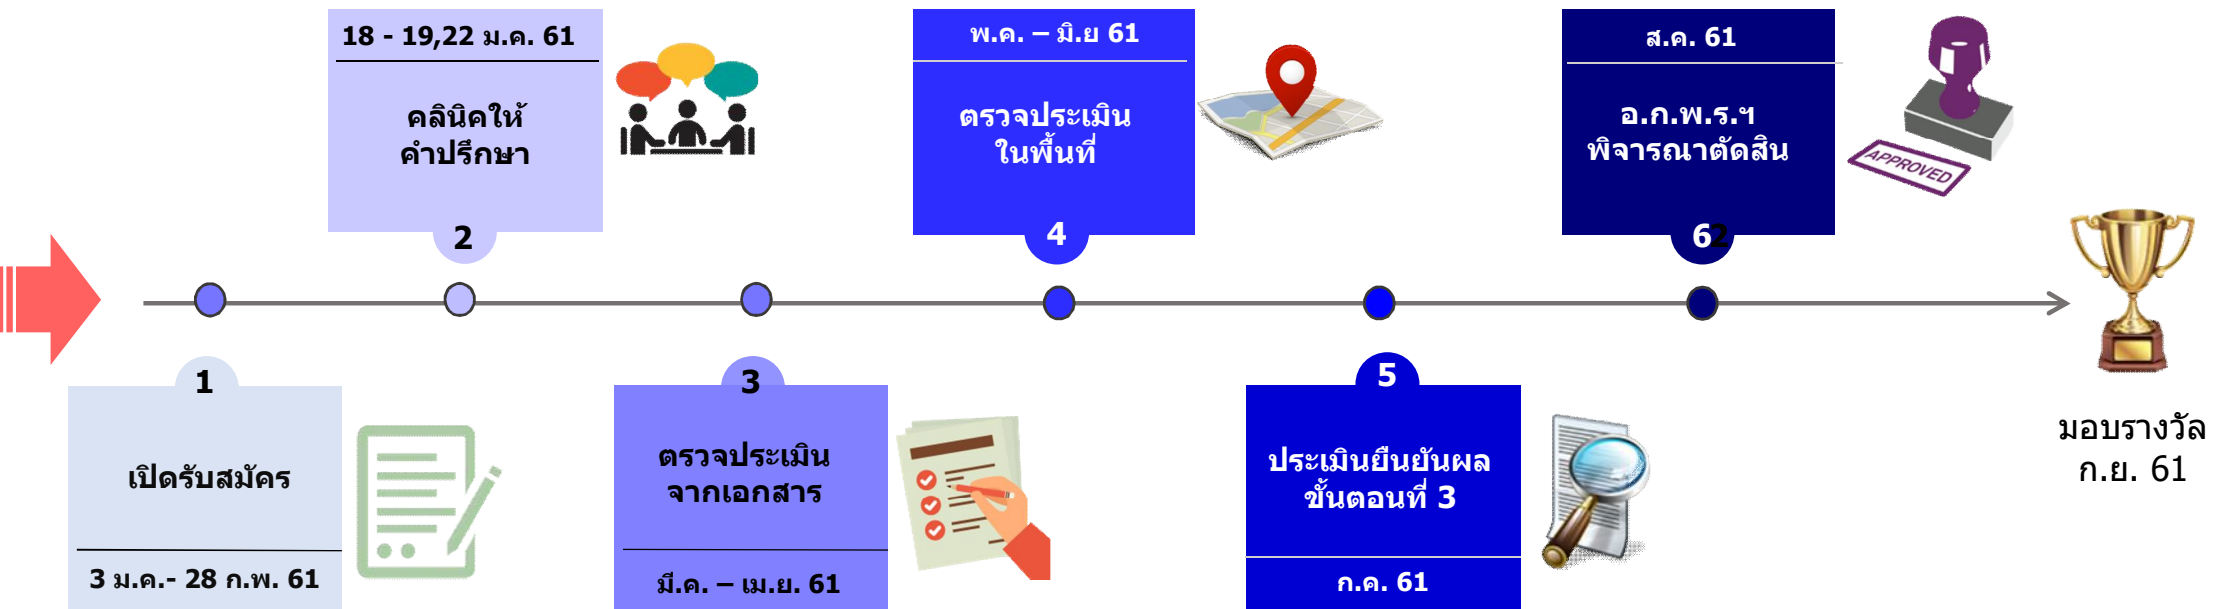 1
เปิดรับสมัคร
3 ม.ค.- 28 ก.พ. 61
18 - 19,22 ม.ค. 61
คลินิคให้
คำปรึกษา
2
3
ตรวจประเมิน
จากเอกสาร
มี.ค. – เม.ย. 61
พ.ค. – มิ.ย 61
ตรวจประเมิน
ในพื้นที่
4
5
ประเมินยืนยันผล
ขั้นตอนที่ 3
ก.ค. 61
ส.ค. 61
อ.ก.พ.ร.ฯ
พิจารณาตัดสิน
62
APPROVED
มอบรางวัล
ก.ย. 61